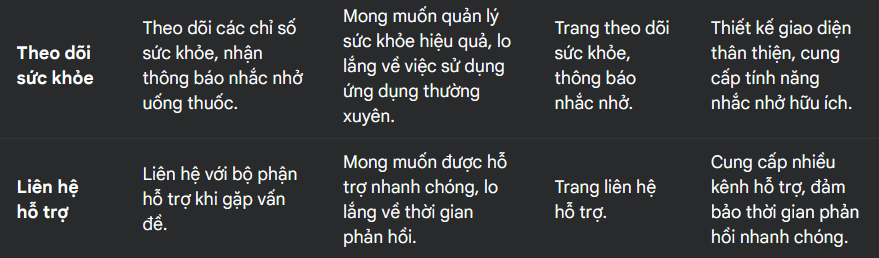 Theo dõi
sức khỏe
Theo dõi các chỉ số
sức khỏe, nhận
thông báo nhắc nhở
uống thuốc.
Mong muốn quản lý
sức khỏe hiệu quả, lo
lắng về việc sử dụng
ứng dụng thường
xuyên.
Trang theo dõi
sức khỏe,
thông báo
nhắc nhở.
Thiết kế giao diện
thân thiện, cung
cấp tính năng
nhắc nhở hữu ích.
Liên hệ
hỗ trợ
Liên hệ với bộ phận
hỗ trợ khi gặp vấn
đề.
Mong muốn được hỗ
trợ nhanh chóng, lo
lắng về thời gian
phản hồi.
Trang liên hệ
hỗ trợ.
Cung cấp nhiều
kênh hỗ trợ, đảm
bảo thời gian phản
hồi nhanh chóng.